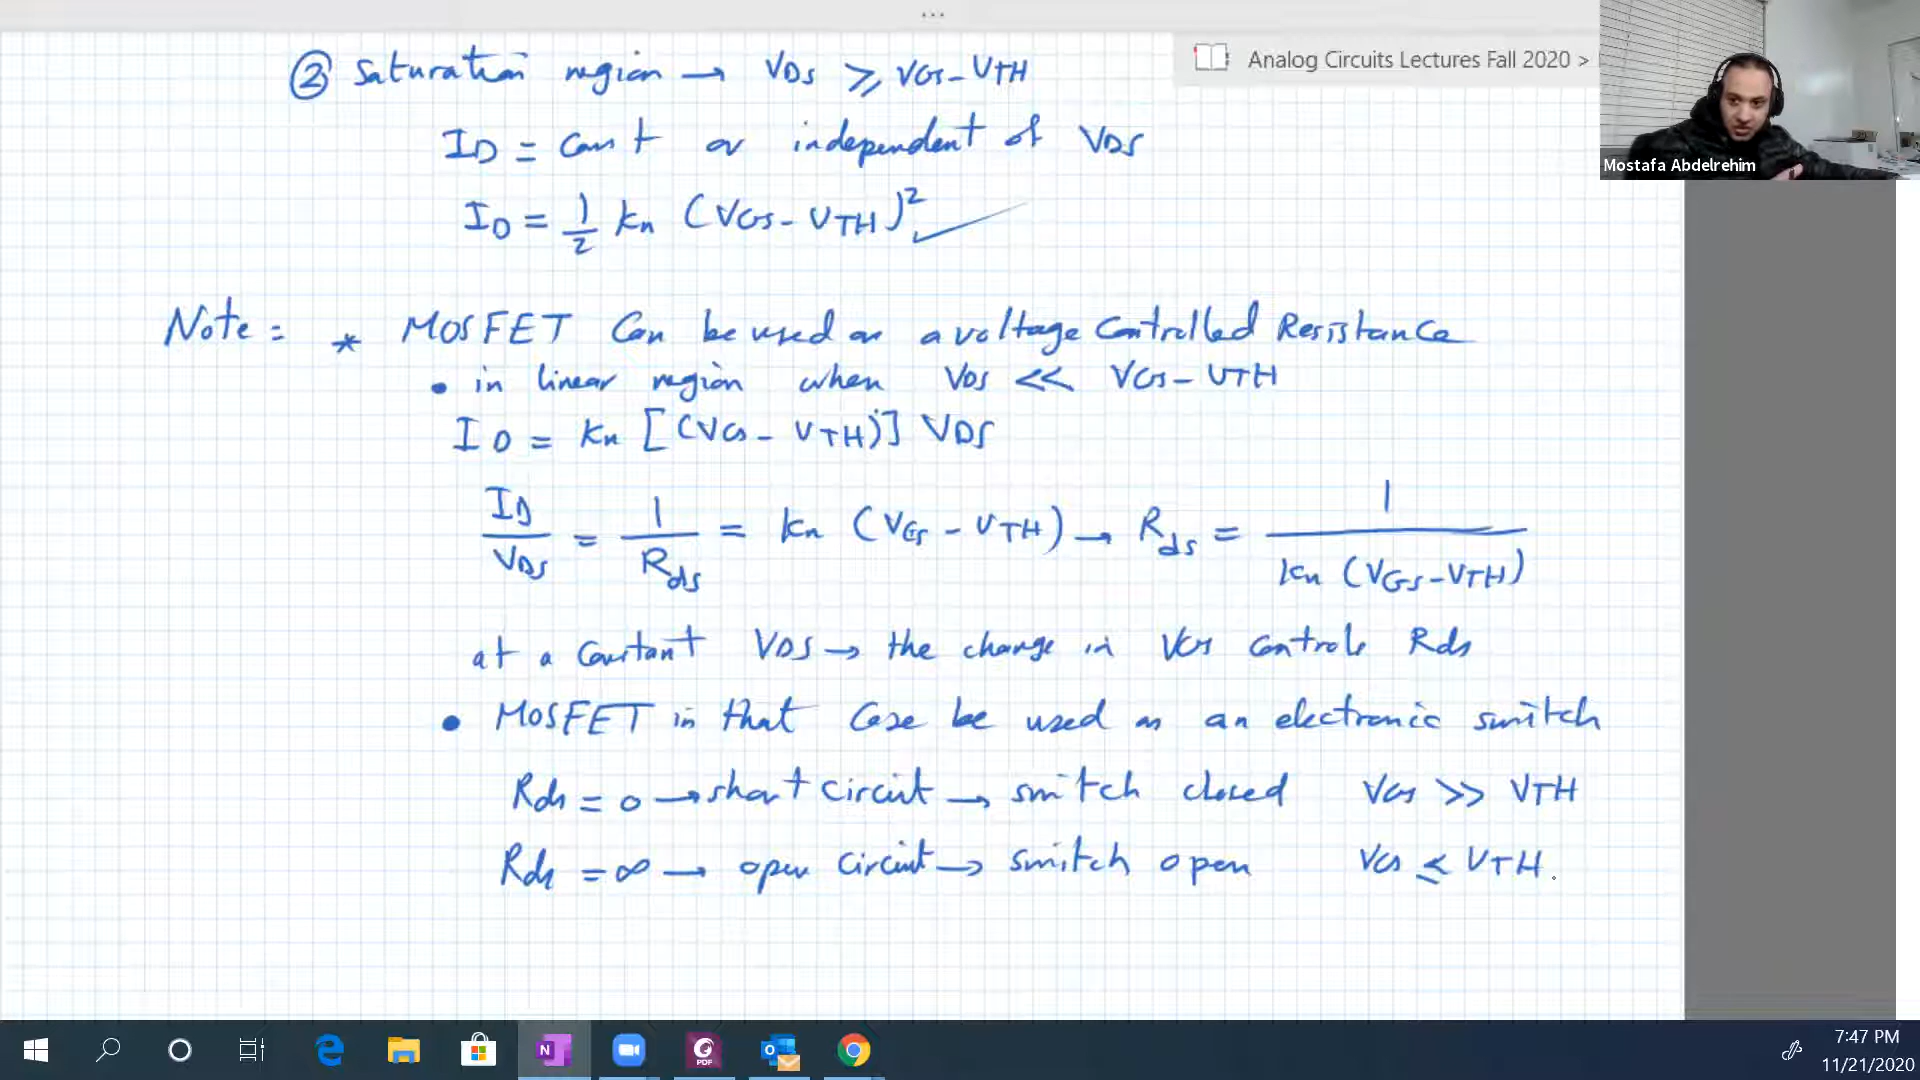 ...
② Saturation region → VDS ⩾ VGS - VTH
Analog Circuits Lectures Fall 2020 >
ID = const or independent of VDS
Mostafa Abdelrehim
ID = 1/2 kn (VGS - VTH)²
Note: * MOSFET Can be used as a voltage Controlled Resistance
• in linear region when VDS << VGS - VTH
ID = kn [(VGS - VTH)] VDS
ID/VDS = 1/Rds = kn (VGS - VTH) → Rds = 1/(kn (VGS - VTH))
at a constant VDS → the change in VGS controls Rds
• MOSFET in that Case be used as an electronic switch
Rds = 0 → short circuit → switch closed VGS >> VTH
Rds = ∞ → open circuit → switch open VGS ⩽ VTH.
7:47 PM
11/21/2020